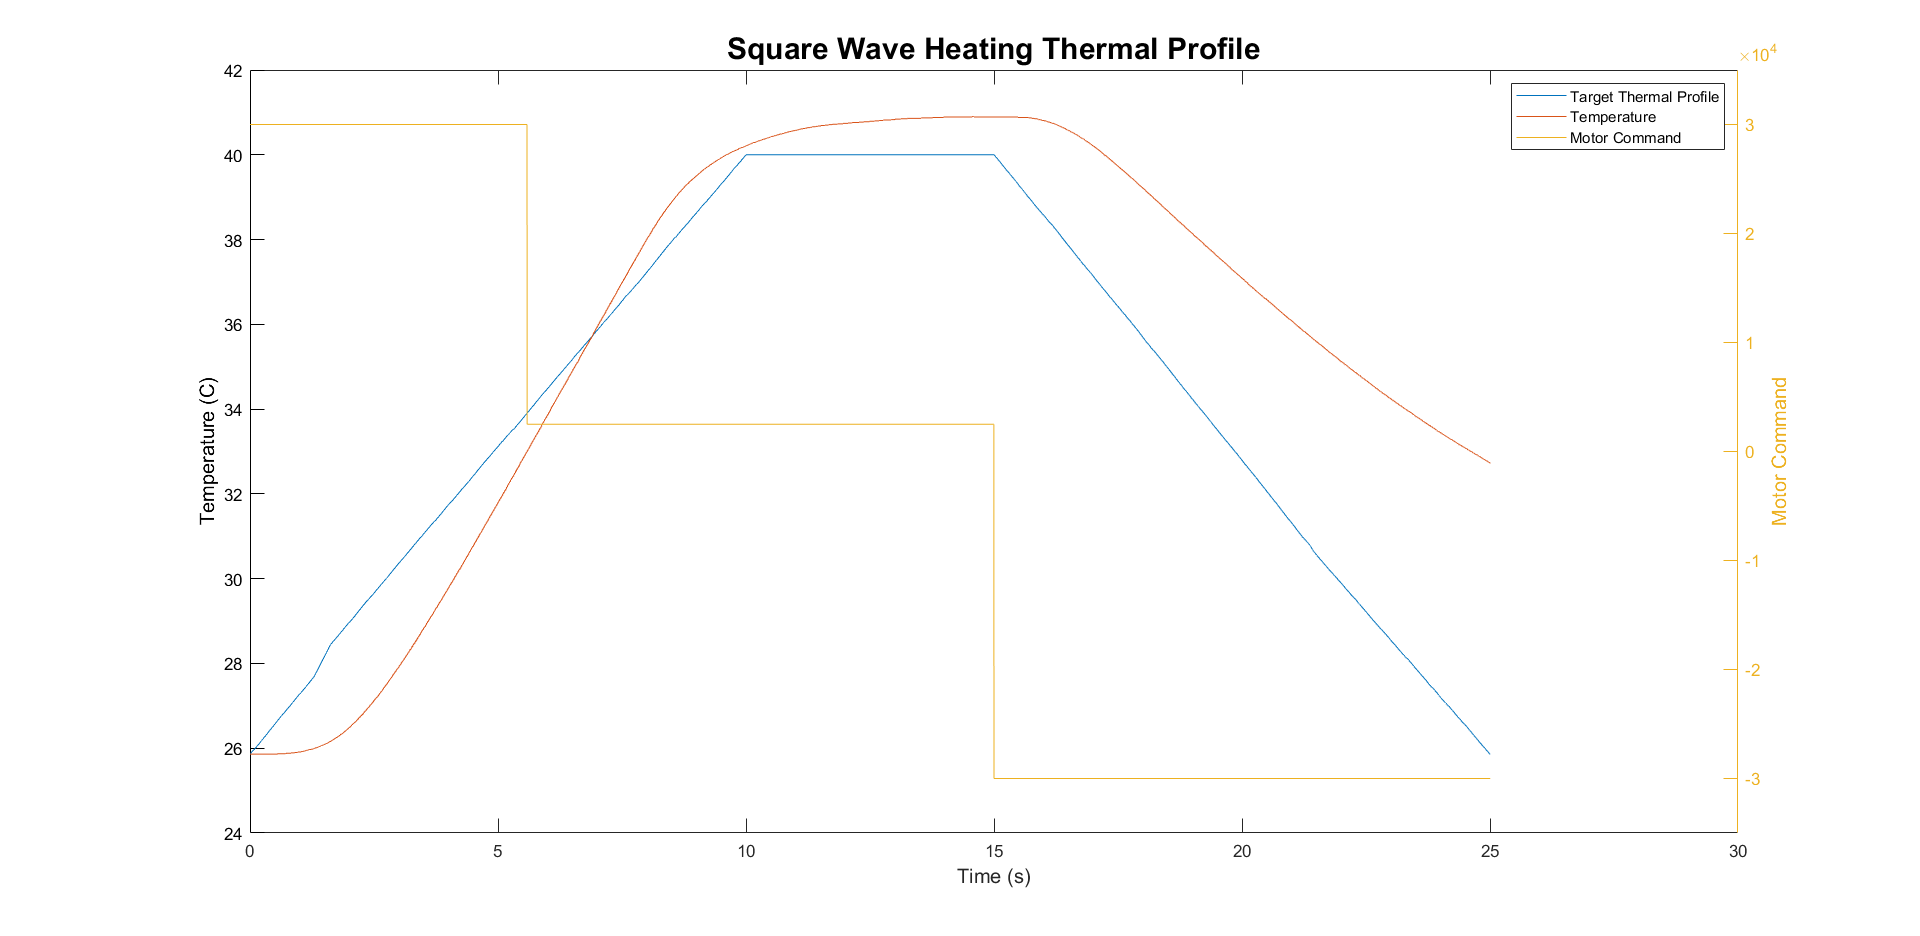 Square Wave Heating Thermal Profile
×10⁴
42
40
38
36
34
32
30
28
26
24
Temperature (C)
Target Thermal Profile
Temperature
Motor Command
3
2
1
0
-1
-2
-3
Motor Command
0 5 10 15 20 25 30
Time (s)